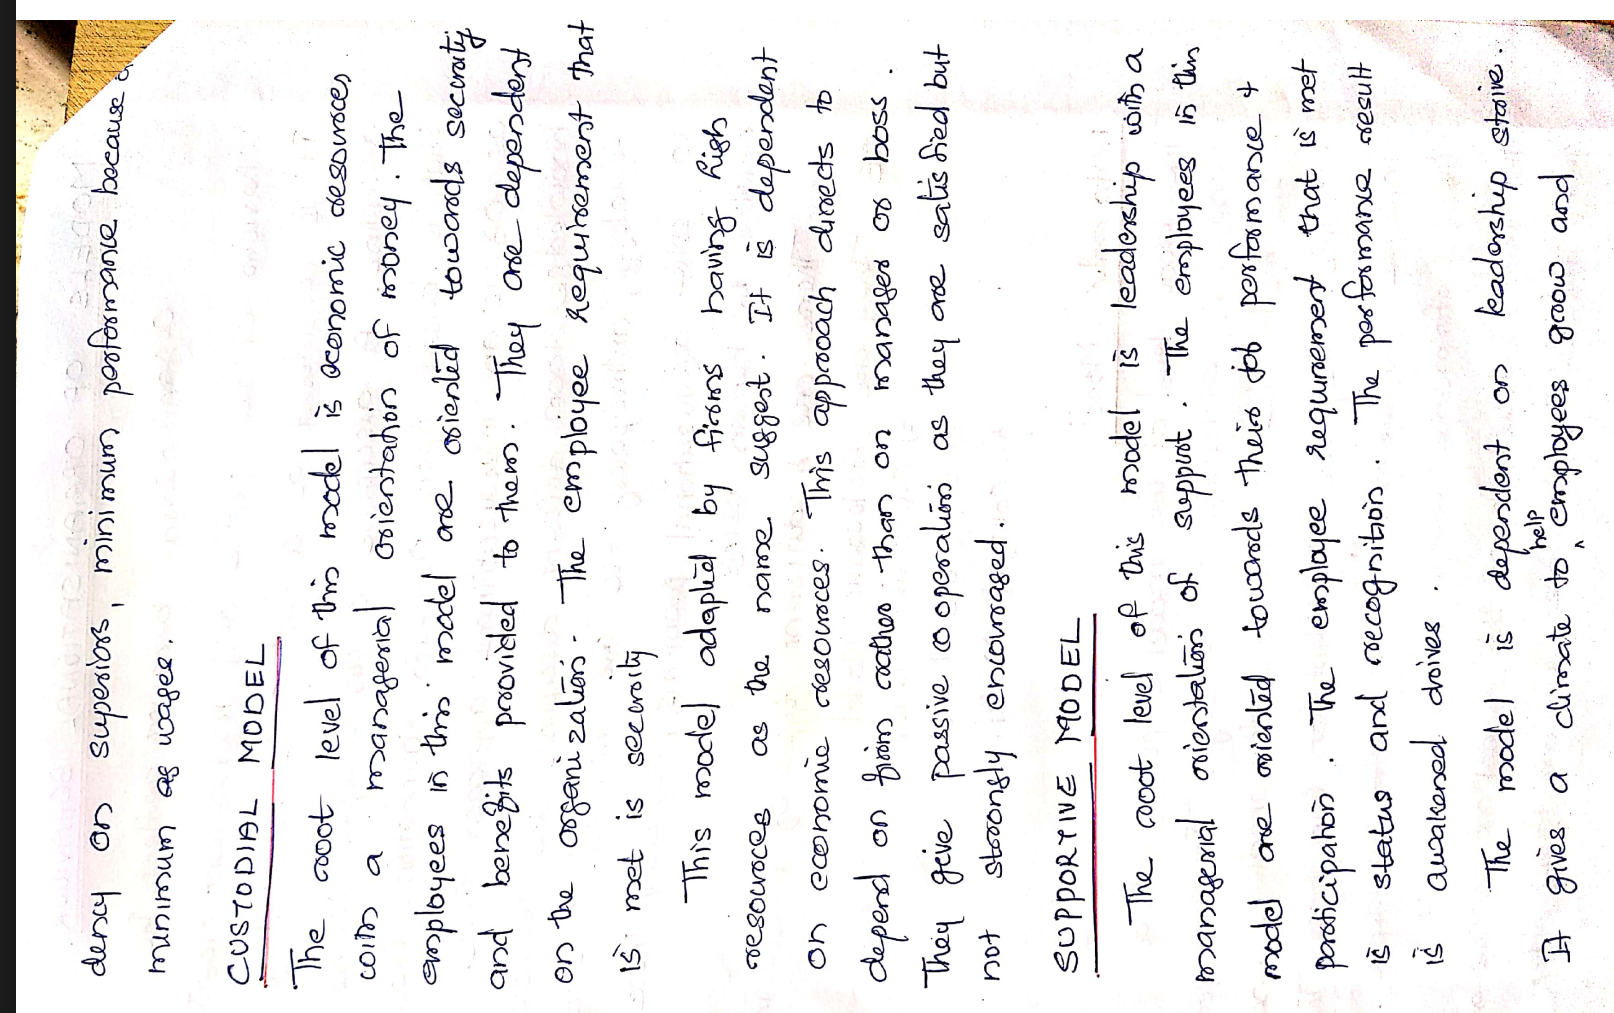 dency on superiors, minimum performance because
minimum as wages.
CUSTODIAL MODEL
The root level of this model is economic resources
with a managerial orientation of money. The
employees in this model are oriented towards security
and benefits provided to them. They are dependent
on the organization. The employee requirement that
is met is security
This model adapted by firms having high
resources as the name suggest. It is dependent
on economic resources. This approach directs to
depend on firm rather than on manager or boss.
They give passive cooperation as they are satisfied but
not strongly encouraged.
SUPPORTIVE MODEL
The root level of this model is leadership with a
managerial orientation of support. The employees in this
model are oriented towards their job performance +
participation. The employee requirement that is met
is status and recognition. The performance result
is awakened drives.
The model is dependent on leadership strive.
It gives a climate to help employees grow and